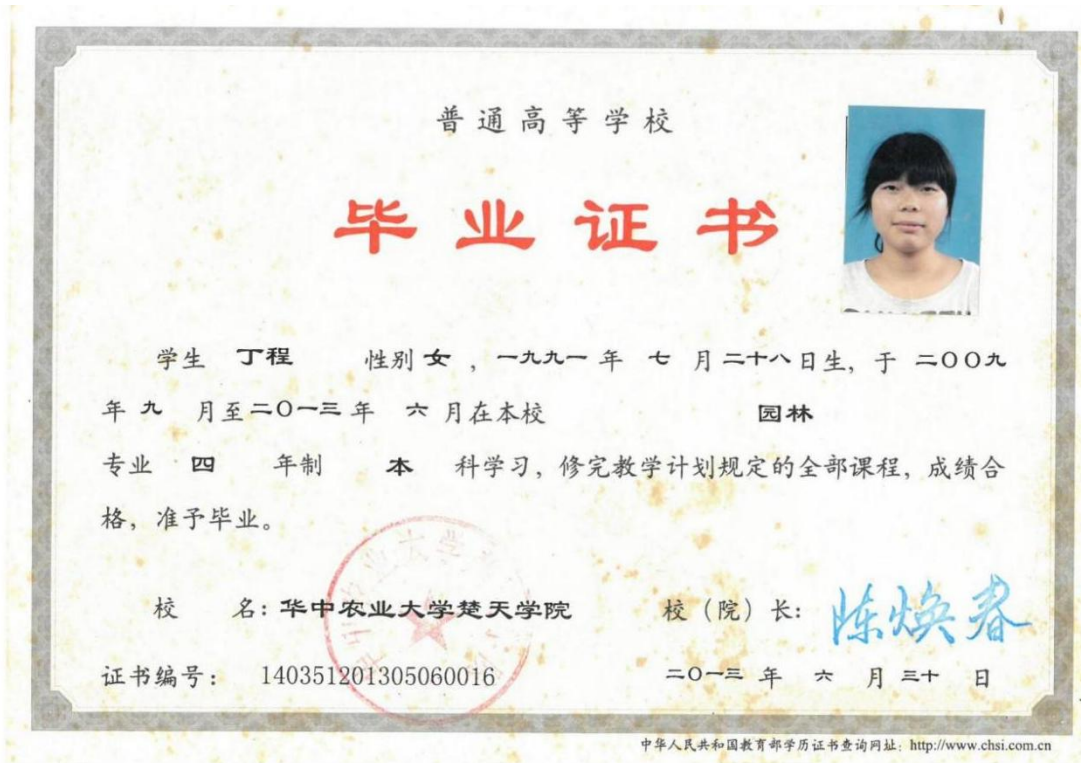 普通高等学校
毕业证书
学生 丁程 性别 女 ，一九九一 年 七 月 二十八 日生，于 二〇〇九
年 九 月至 二〇一三 年 六 月在本校 园林
专业 四 年制 本 科学习，修完教学计划规定的全部课程，成绩合
格，准予毕业。
校 名：华中农业大学楚天学院 校（院）长：陈焕春
证书编号： 140351201305060016 二〇一三 年 六 月 三十 日
中华人民共和国教育部学历证书查询网址：http://www.chsi.com.cn